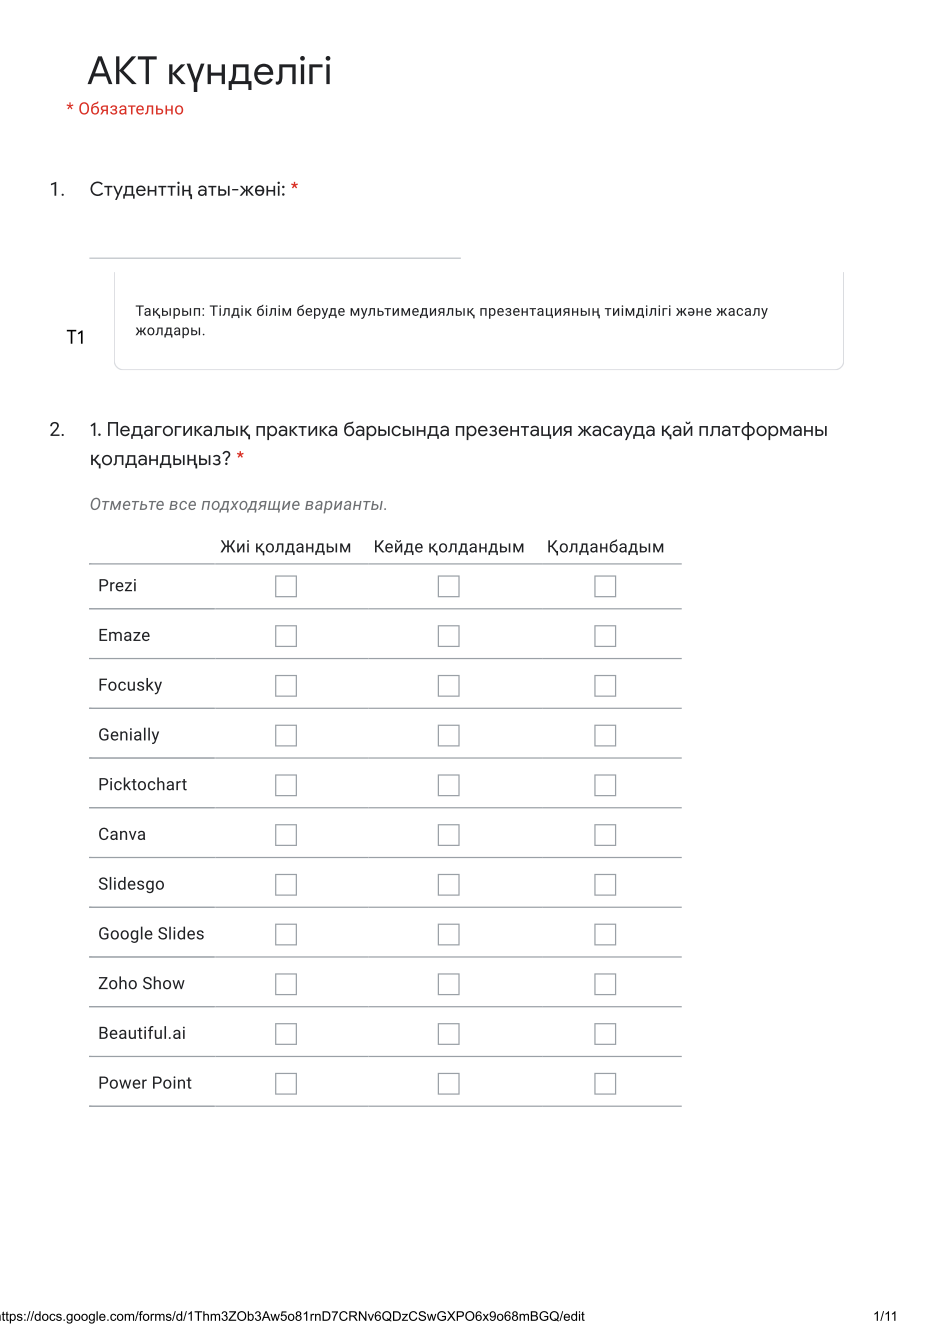 АКТ күнделігі
* Обязательно
1. Студенттің аты-жөні: *
Тақырып: Тілдік білім беруде мультимедиялық презентацияның тиімділігі және жасалу
жолдары.
T1
2. 1. Педагогикалық практика барысында презентация жасауда қай платформаны
қолдандыңыз? *
Отметьте все подходящие варианты.
Жиі қолдандым Кейде қолдандым Қолданбадым
Prezi
Emaze
Focusky
Genially
Picktochart
Canva
Slidesgo
Google Slides
Zoho Show
Beautiful.ai
Power Point
ttps://docs.google.com/forms/d/1Thm3ZOb3Aw5o81rnD7CRNv6QDzCSwGXPO6x9o68mBGQ/edit 1/11